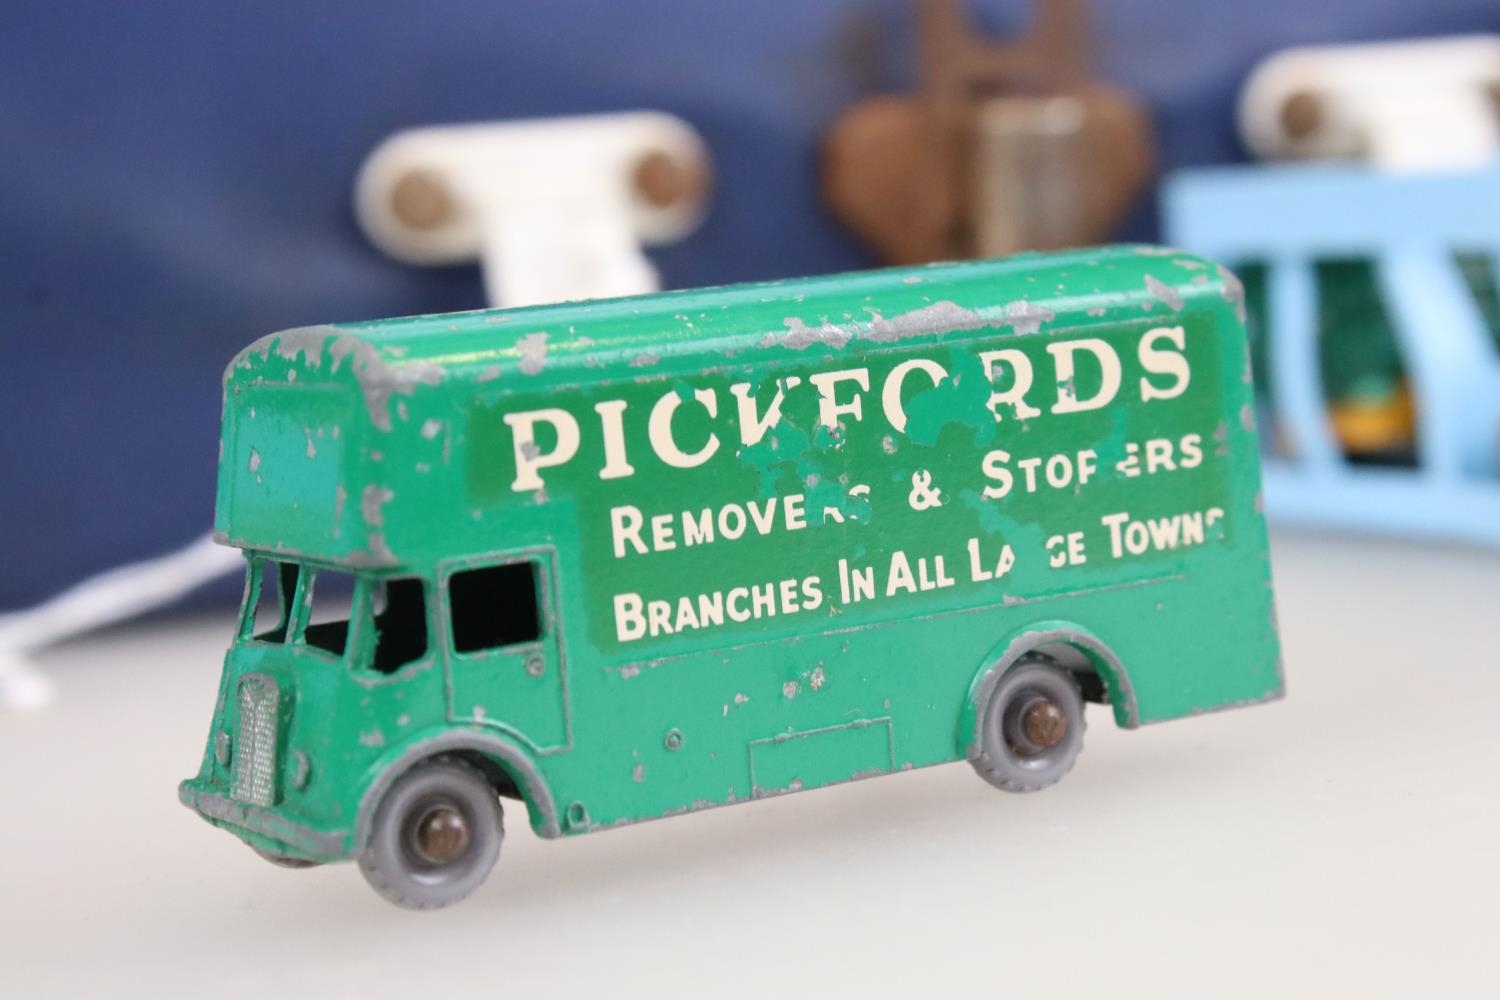 PICKFORDS
REMOVERS & STORERS
BRANCHES IN ALL LARGE TOWNS